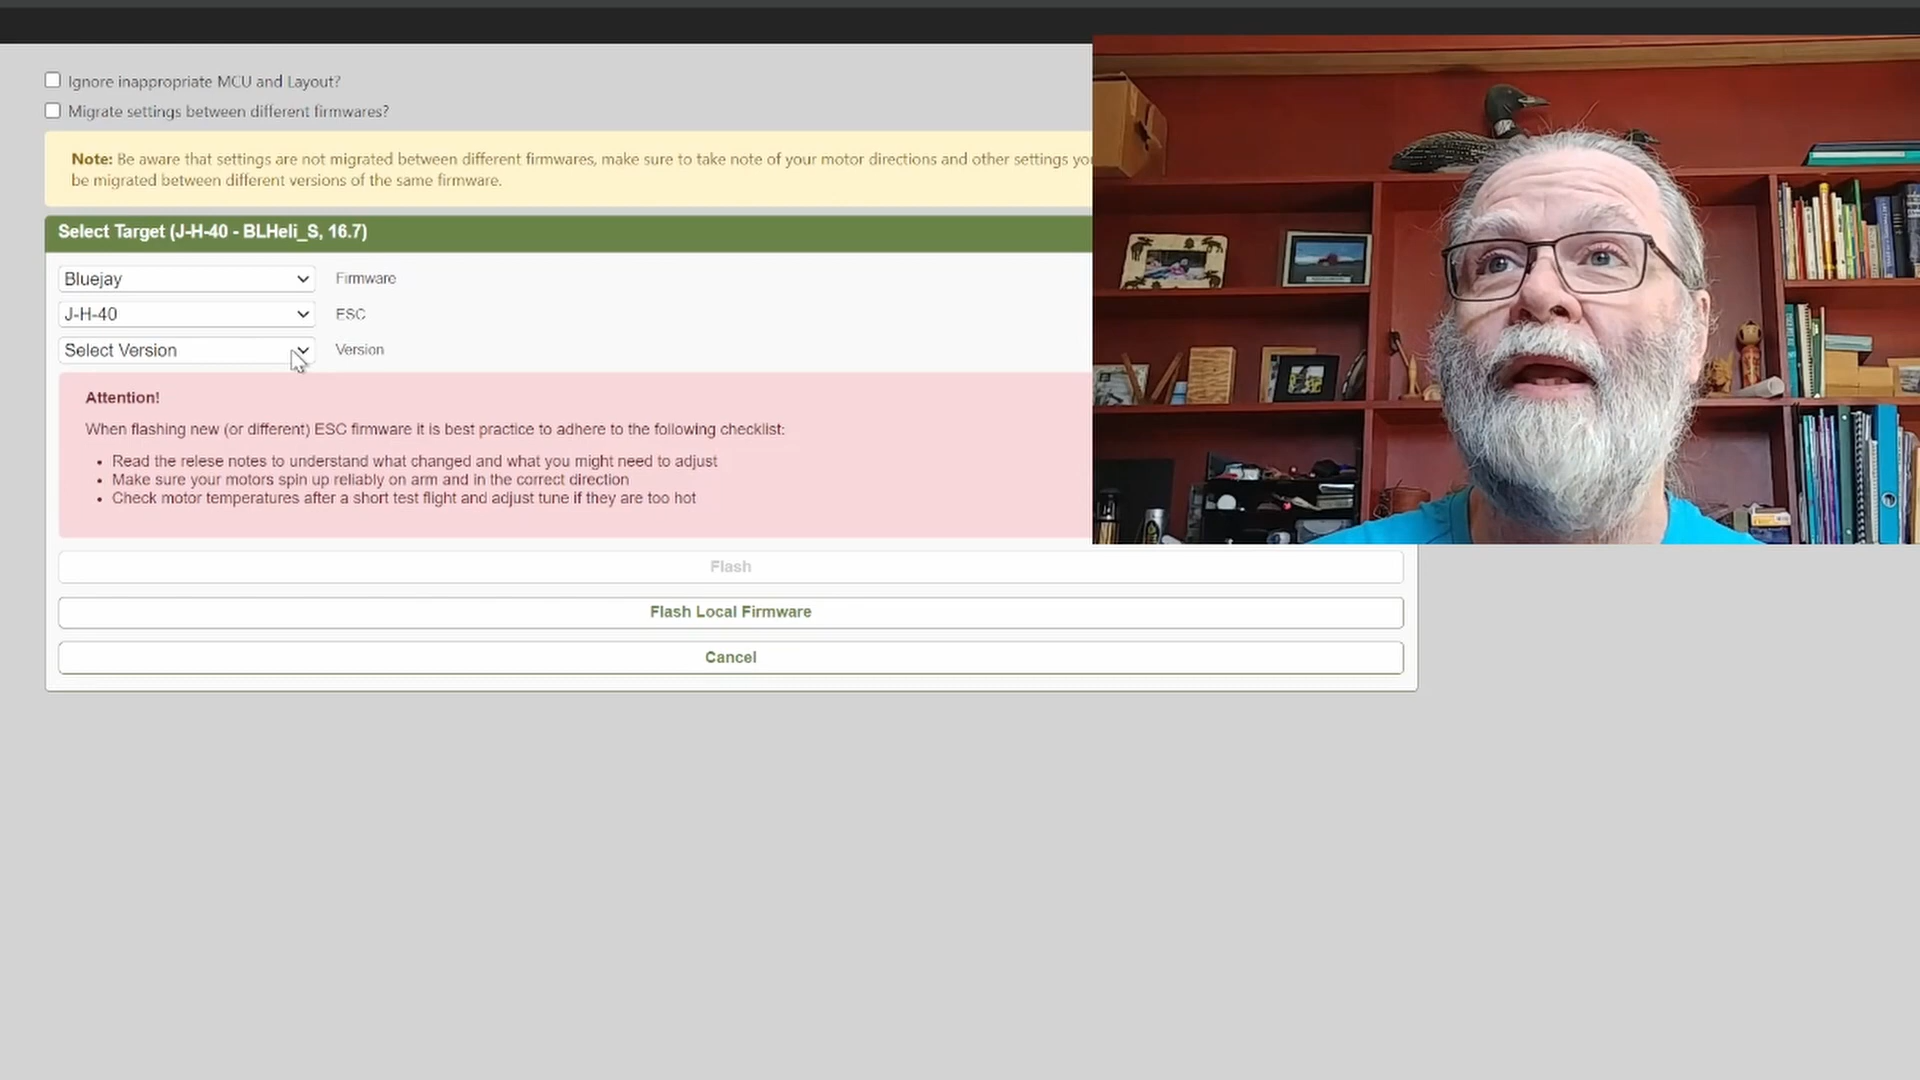 Ignore inappropriate MCU and Layout?
Migrate settings between different firmwares?
Note: Be aware that settings are not migrated between different firmwares, make sure to take note of your motor directions and other settings
be migrated between different versions of the same firmware.
Select Target (J-H-40 - BLHeli_S, 16.7)
Bluejay Firmware
J-H-40 ESC
Select Version Version
Attention!
When flashing new (or different) ESC firmware it is best practice to adhere to the following checklist:
• Read the relese notes to understand what changed and what you might need to adjust
• Make sure your motors spin up reliably on arm and in the correct direction
• Check motor temperatures after a short test flight and adjust tune if they are too hot
Flash
Flash Local Firmware
Cancel